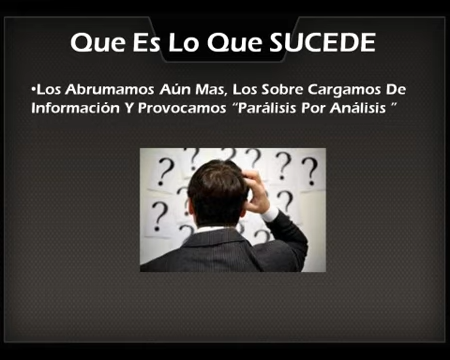 Que Es Lo Que SUCEDE
•Los Abrumamos Aún Mas, Los Sobre Cargamos De
Información Y Provocamos “Parálisis Por Análisis ”
? ? ? ? ?
? ? ?